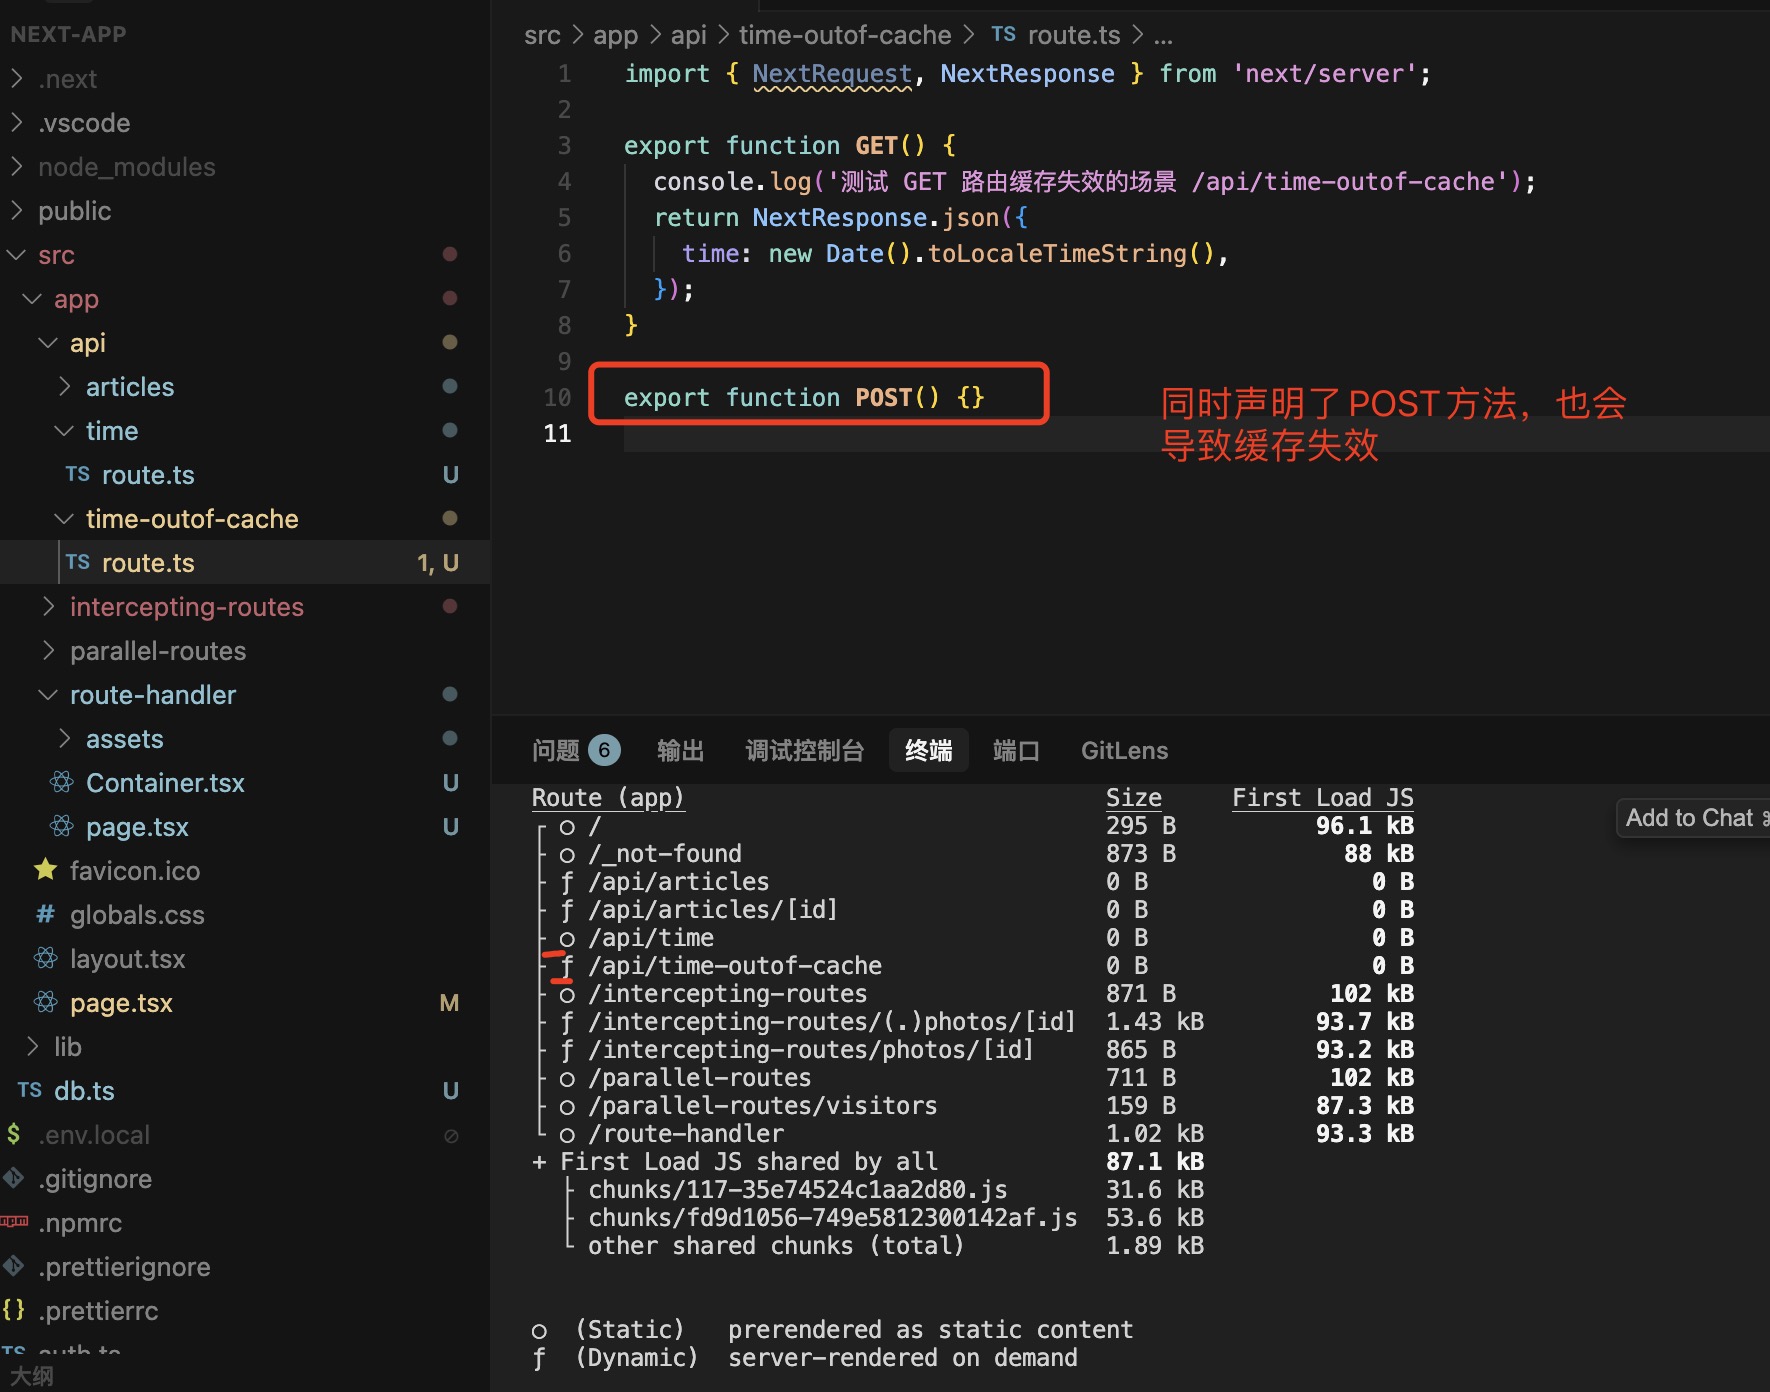 NEXT-APP
.next
.vscode
node_modules
public
src
app
api
articles
time
TS route.ts U
time-outof-cache
TS route.ts 1, U
intercepting-routes
parallel-routes
route-handler
assets
Container.tsx U
page.tsx U
favicon.ico
# globals.css
layout.tsx
page.tsx M
lib
TS db.ts U
$ .env.local
.gitignore
npm .npmrc
.prettierignore
{} .prettierrc
TS auth.ts
大纲
src > app > api > time-outof-cache > TS route.ts > ...
1 import { NextRequest, NextResponse } from 'next/server';
2
3 export function GET() {
4 console.log('测试 GET 路由缓存失效的场景 /api/time-outof-cache');
5 return NextResponse.json({
6 time: new Date().toLocaleTimeString(),
7 });
8 }
9
10 export function POST() {}
11
同时声明了 POST 方法，也会
导致缓存失效
问题 6 输出 调试控制台 终端 端口 GitLens
Add to Chat ⌘
Route (app) Size First Load JS
┌ ○ / 295 B 96.1 kB
├ ○ /_not-found 873 B 88 kB
├ ƒ /api/articles 0 B 0 B
├ ƒ /api/articles/[id] 0 B 0 B
├ ○ /api/time 0 B 0 B
├ ƒ /api/time-outof-cache 0 B 0 B
├ ○ /intercepting-routes 871 B 102 kB
├ ƒ /intercepting-routes/(.)photos/[id] 1.43 kB 93.7 kB
├ ƒ /intercepting-routes/photos/[id] 865 B 93.2 kB
├ ○ /parallel-routes 711 B 102 kB
├ ○ /parallel-routes/visitors 159 B 87.3 kB
└ ○ /route-handler 1.02 kB 93.3 kB
+ First Load JS shared by all 87.1 kB
├ chunks/117-35e74524c1aa2d80.js 31.6 kB
├ chunks/fd9d1056-749e5812300142af.js 53.6 kB
└ other shared chunks (total) 1.89 kB
○ (Static) prerendered as static content
ƒ (Dynamic) server-rendered on demand